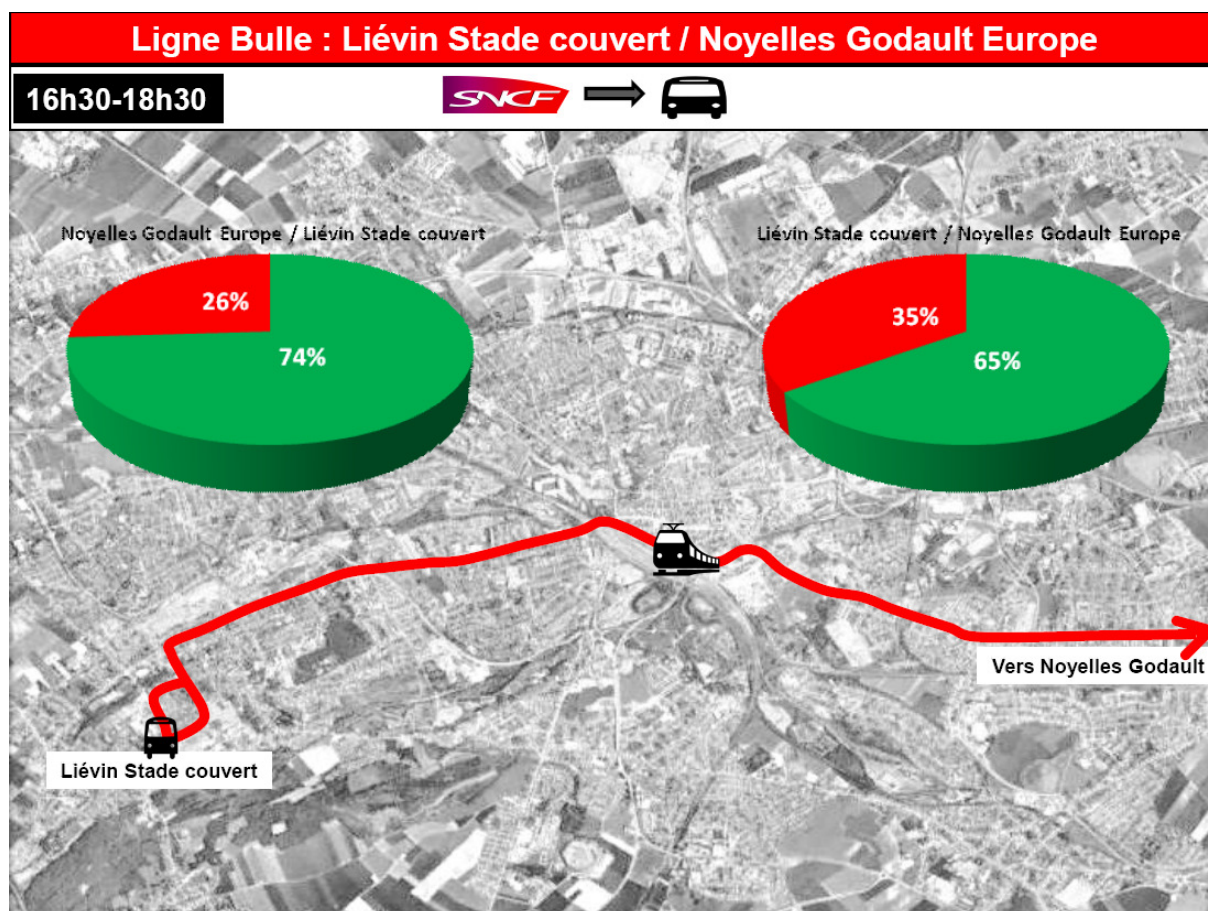 Ligne Bulle : Liévin Stade couvert / Noyelles Godault Europe
16h30-18h30
SNCF
Noyelles Godault Europe / Liévin Stade couvert
26%
74%
Liévin Stade couvert / Noyelles Godault Europe
35%
65%
Vers Noyelles Godault
Liévin Stade couvert